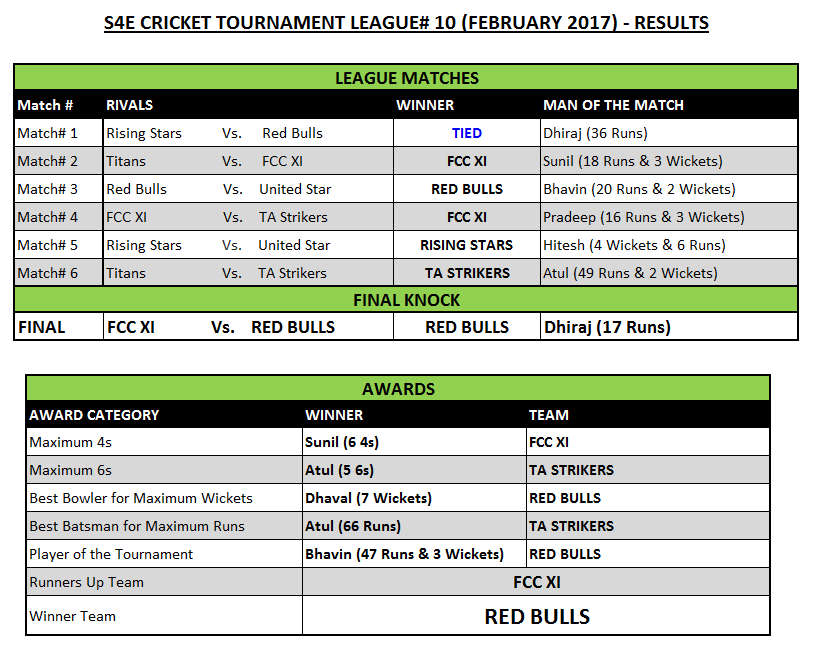 S4E CRICKET TOURNAMENT LEAGUE# 10 (FEBRUARY 2017) - RESULTS
LEAGUE MATCHES
Match # RIVALS WINNER MAN OF THE MATCH
Match# 1 Rising Stars Vs. Red Bulls TIED Dhiraj (36 Runs)
Match# 2 Titans Vs. FCC XI FCC XI Sunil (18 Runs & 3 Wickets)
Match# 3 Red Bulls Vs. United Star RED BULLS Bhavin (20 Runs & 2 Wickets)
Match# 4 FCC XI Vs. TA Strikers FCC XI Pradeep (16 Runs & 3 Wickets)
Match# 5 Rising Stars Vs. United Star RISING STARS Hitesh (4 Wickets & 6 Runs)
Match# 6 Titans Vs. TA Strikers TA STRIKERS Atul (49 Runs & 2 Wickets)
FINAL KNOCK
FINAL FCC XI Vs. RED BULLS RED BULLS Dhiraj (17 Runs)
AWARDS
AWARD CATEGORY WINNER TEAM
Maximum 4s Sunil (6 4s) FCC XI
Maximum 6s Atul (5 6s) TA STRIKERS
Best Bowler for Maximum Wickets Dhaval (7 Wickets) RED BULLS
Best Batsman for Maximum Runs Atul (66 Runs) TA STRIKERS
Player of the Tournament Bhavin (47 Runs & 3 Wickets) RED BULLS
Runners Up Team FCC XI
Winner Team RED BULLS